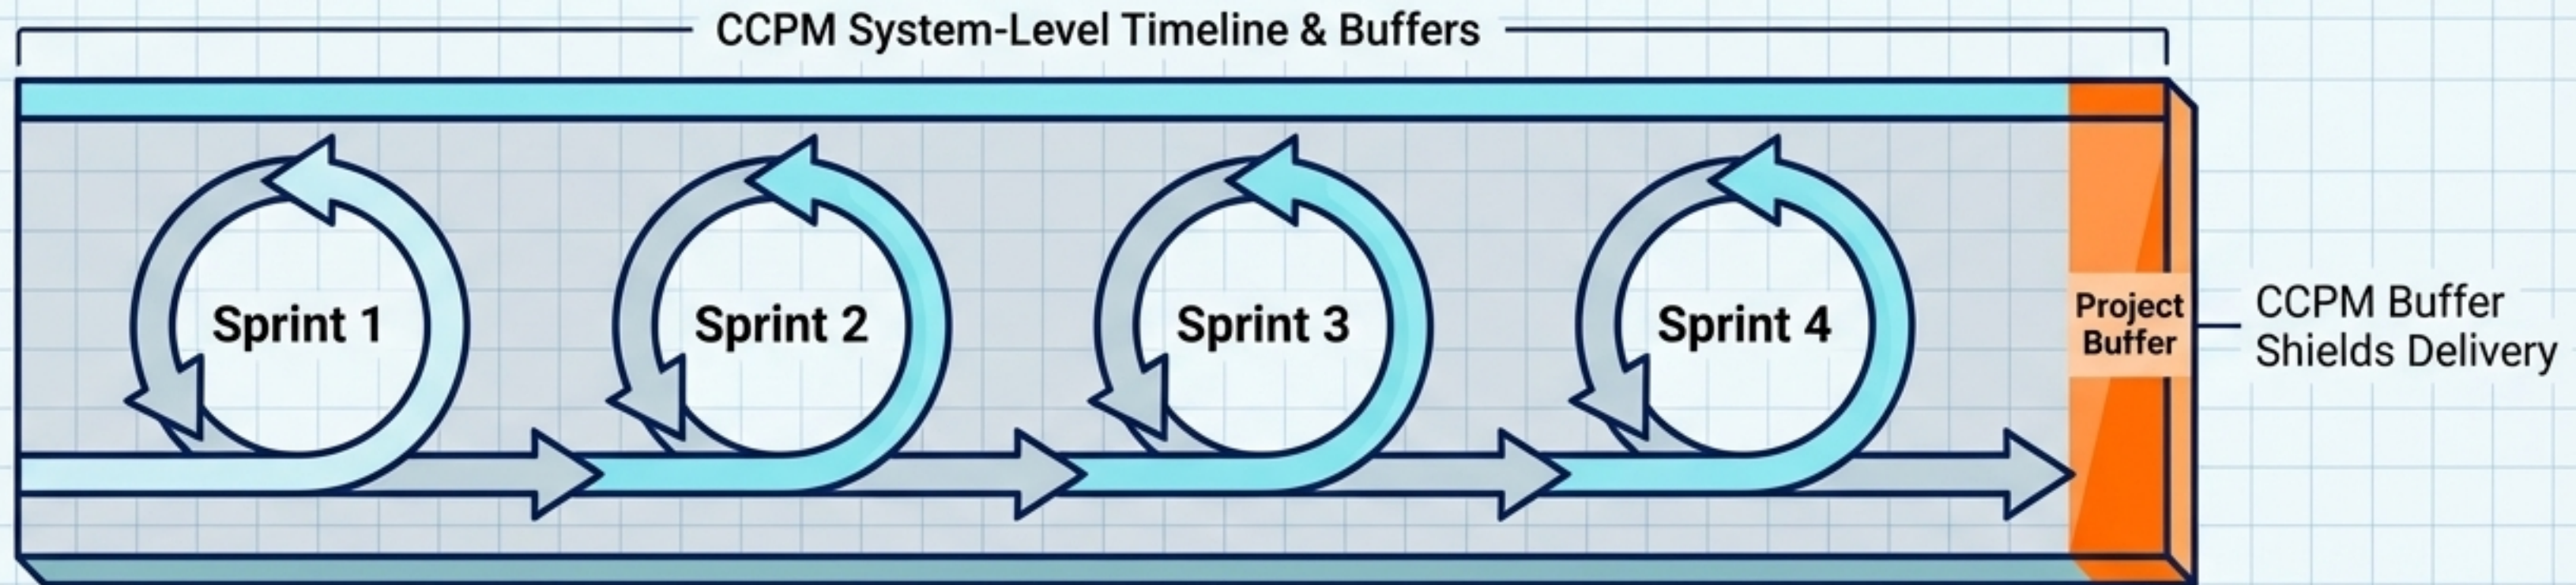 CCPM System-Level Timeline & Buffers
Sprint 1
Sprint 2
Sprint 3
Sprint 4
Project
Buffer
CCPM Buffer
Shields Delivery